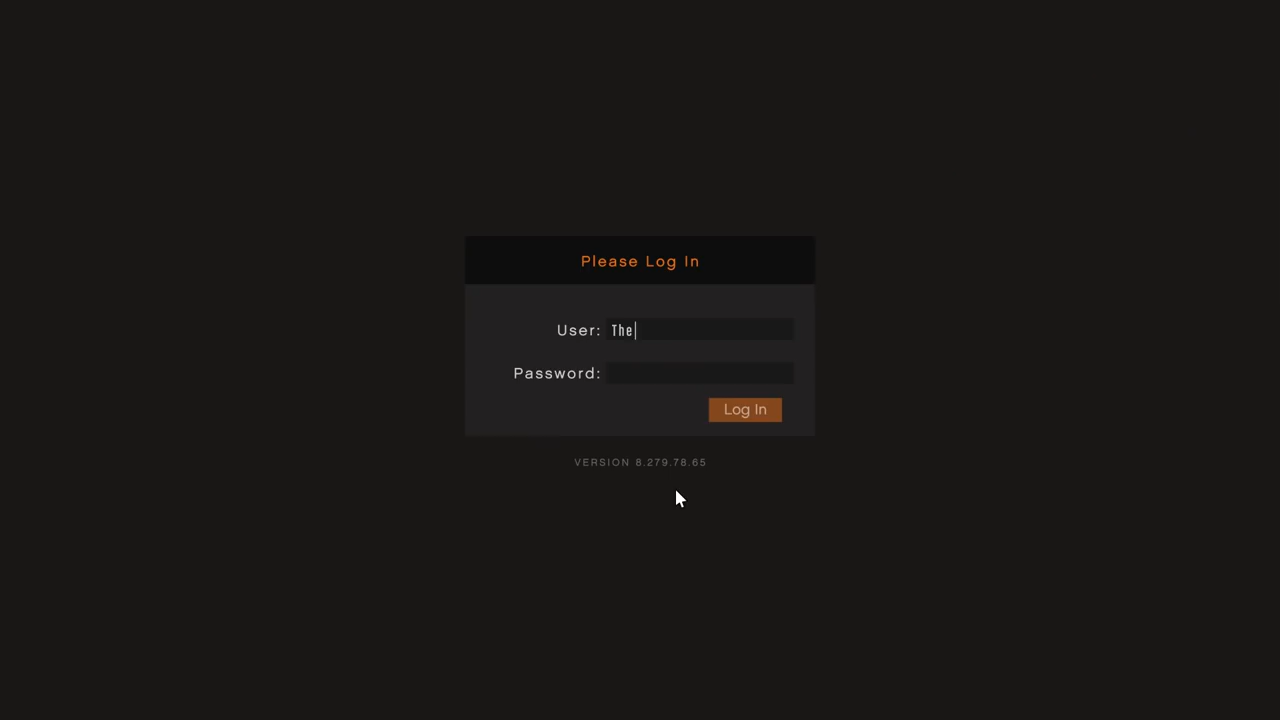 Please Log In
User: The
Password:
Log In
VERSION 8.279.78.65